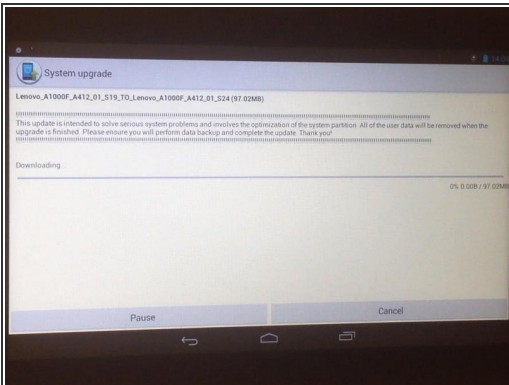 14:00
System upgrade
Lenovo_A1000F_A412_01_S19_TO_Lenovo_A1000F_A412_01_S24 (97.02MB)
This update is intended to solve serious system problems and involves the optimization of the system partition. All of the user data will be removed when the
upgrade is finished. Please ensure you will perform data backup and complete the update. Thank you!
Downloading...
0% 0.00B / 97.02MB
Pause Cancel